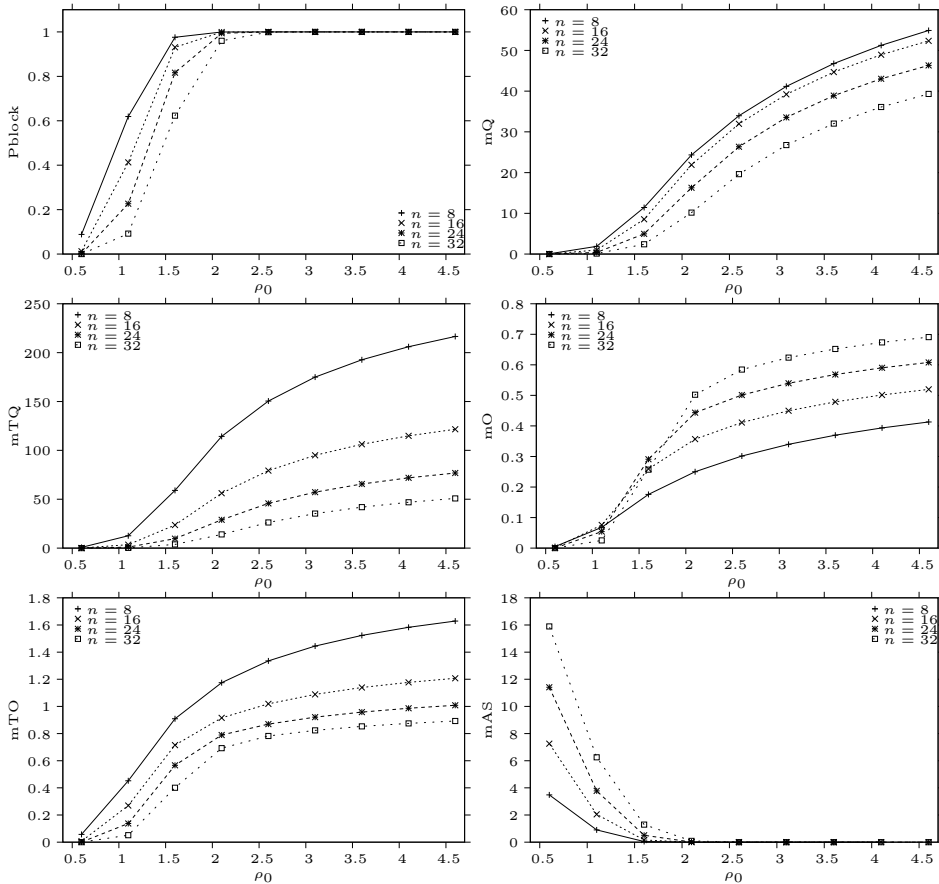 Pblock
1
0.8
0.6
0.4
0.2
0
0.5 1 1.5 2 2.5 3 3.5 4 4.5
ρ0
n = 8
n = 16
n = 24
n = 32
mQ
60
50
40
30
20
10
0
0.5 1 1.5 2 2.5 3 3.5 4 4.5
ρ0
n = 8
n = 16
n = 24
n = 32
mTQ
250
200
150
100
50
0
0.5 1 1.5 2 2.5 3 3.5 4 4.5
ρ0
n = 8
n = 16
n = 24
n = 32
mO
0.8
0.7
0.6
0.5
0.4
0.3
0.2
0.1
0
0.5 1 1.5 2 2.5 3 3.5 4 4.5
ρ0
n = 8
n = 16
n = 24
n = 32
mTO
1.8
1.6
1.4
1.2
1
0.8
0.6
0.4
0.2
0
0.5 1 1.5 2 2.5 3 3.5 4 4.5
ρ0
n = 8
n = 16
n = 24
n = 32
mAS
18
16
14
12
10
8
6
4
2
0
0.5 1 1.5 2 2.5 3 3.5 4 4.5
ρ0
n = 8
n = 16
n = 24
n = 32